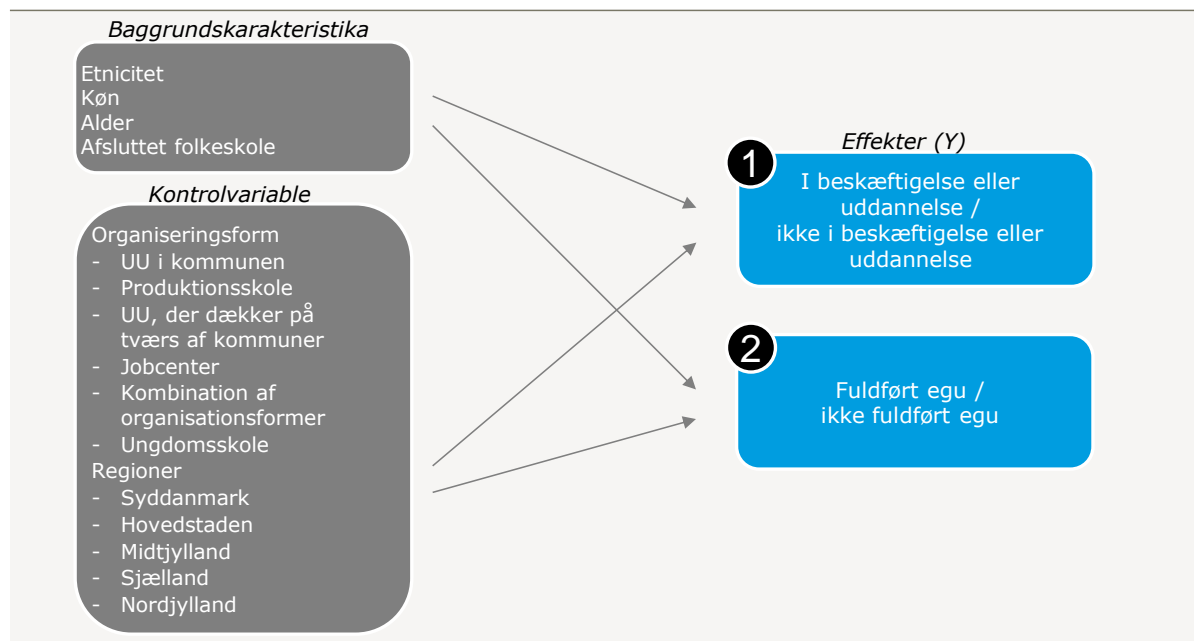 Baggrundskarakteristika
Etnicitet
Køn
Alder
Afsluttet folkeskole
Kontrolvariable
Organiseringsform
- UU i kommunen
- Produktionsskole
- UU, der dækker på
tværs af kommuner
- Jobcenter
- Kombination af
organisationsformer
- Ungdomsskole
Regioner
- Syddanmark
- Hovedstaden
- Midtjylland
- Sjælland
- Nordjylland
Effekter (Y)
1
I beskæftigelse eller
uddannelse /
ikke i beskæftigelse eller
uddannelse
2
Fuldført egu /
ikke fuldført egu